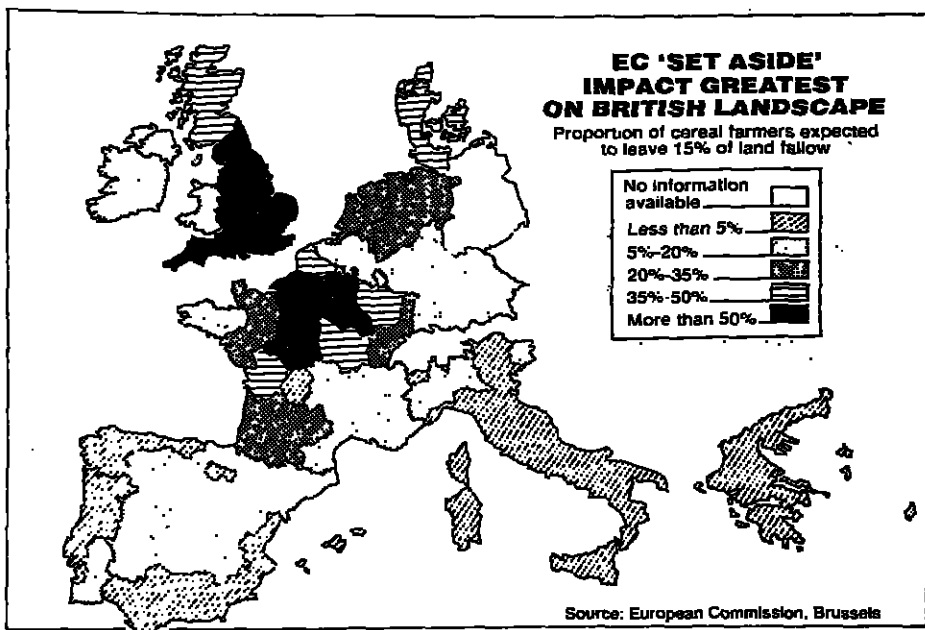 EC 'SET ASIDE'
IMPACT GREATEST
ON BRITISH LANDSCAPE
Proportion of cereal farmers expected
to leave 15% of land fallow
No information
available
Less than 5%
5%-20%
20%-35%
35%-50%
More than 50%
Source: European Commission, Brussels